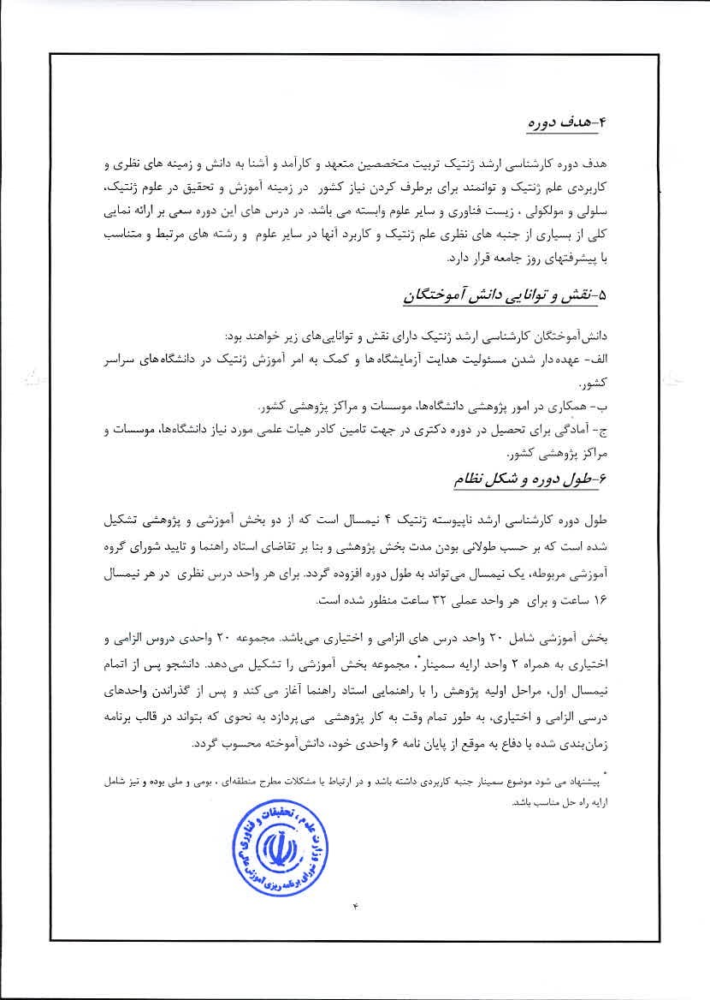 ۴-هدف دوره
هدف دوره کارشناسی ارشد ژنتیک تربیت متخصصین متعهد و کارآمد و آشنا به دانش و زمینه های نظری و
کاربردی علم ژنتیک و توانمند برای برطرف کردن نیاز کشور در زمینه آموزش و تحقیق در علوم ژنتیک،
سلولی و مولکولی ، زیست فناوری و سایر علوم وابسته می باشد. در درس های این دوره سعی بر ارائه نمایی
کلی از بسیاری از جنبه های نظری علم ژنتیک و کاربرد آنها در سایر علوم و رشته های مرتبط و متناسب
با پیشرفتهای روز جامعه قرار دارد.
۵-نقش و توانایی دانش آموختگان
دانش‌آموختگان کارشناسی ارشد ژنتیک دارای نقش و توانایی‌های زیر خواهند بود:
الف- عهده‌دار شدن مسئولیت هدایت آزمایشگاه‌ها و کمک به امر آموزش ژنتیک در دانشگاه‌های سراسر
کشور.
ب- همکاری در امور پژوهشی دانشگاه‌ها، موسسات و مراکز پژوهشی کشور.
ج- آمادگی برای تحصیل در دوره دکتری در جهت تامین کادر هیات علمی مورد نیاز دانشگاه‌ها، موسسات و
مراکز پژوهشی کشور.
۶-طول دوره و شکل نظام
طول دوره کارشناسی ارشد ناپیوسته ژنتیک ۴ نیمسال است که از دو بخش آموزشی و پژوهشی تشکیل
شده است که بر حسب طولانی بودن مدت بخش پژوهشی و بنا بر تقاضای استاد راهنما و تایید شورای گروه
آموزشی مربوطه، یک نیمسال می‌تواند به طول دوره افزوده گردد. برای هر واحد درس نظری در هر نیمسال
۱۶ ساعت و برای هر واحد عملی ۳۲ ساعت منظور شده است.
بخش آموزشی شامل ۲۰ واحد درس های الزامی و اختیاری می‌باشد. مجموعه ۲۰ واحدی دروس الزامی و
اختیاری به همراه ۲ واحد ارایه سمینار*، مجموعه بخش آموزشی را تشکیل می‌دهد. دانشجو پس از اتمام
نیمسال اول، مراحل اولیه پژوهش را با راهنمایی استاد راهنما آغاز می‌کند و پس از گذراندن واحدهای
درسی الزامی و اختیاری، به طور تمام وقت به کار پژوهشی می‌پردازد به نحوی که بتواند در قالب برنامه
زمان‌بندی شده با دفاع به موقع از پایان نامه ۶ واحدی خود، دانش‌آموخته محسوب گردد.
* پیشنهاد می شود موضوع سمینار جنبه کاربردی داشته باشد و در ارتباط با مشکلات مطرح منطقه‌ای ، بومی و ملی بوده و نیز شامل
ارایه راه حل مناسب باشد.
وزارت علوم، تحقیقات و فناوری
شورای برنامه ریزی آموزش عالی
۴